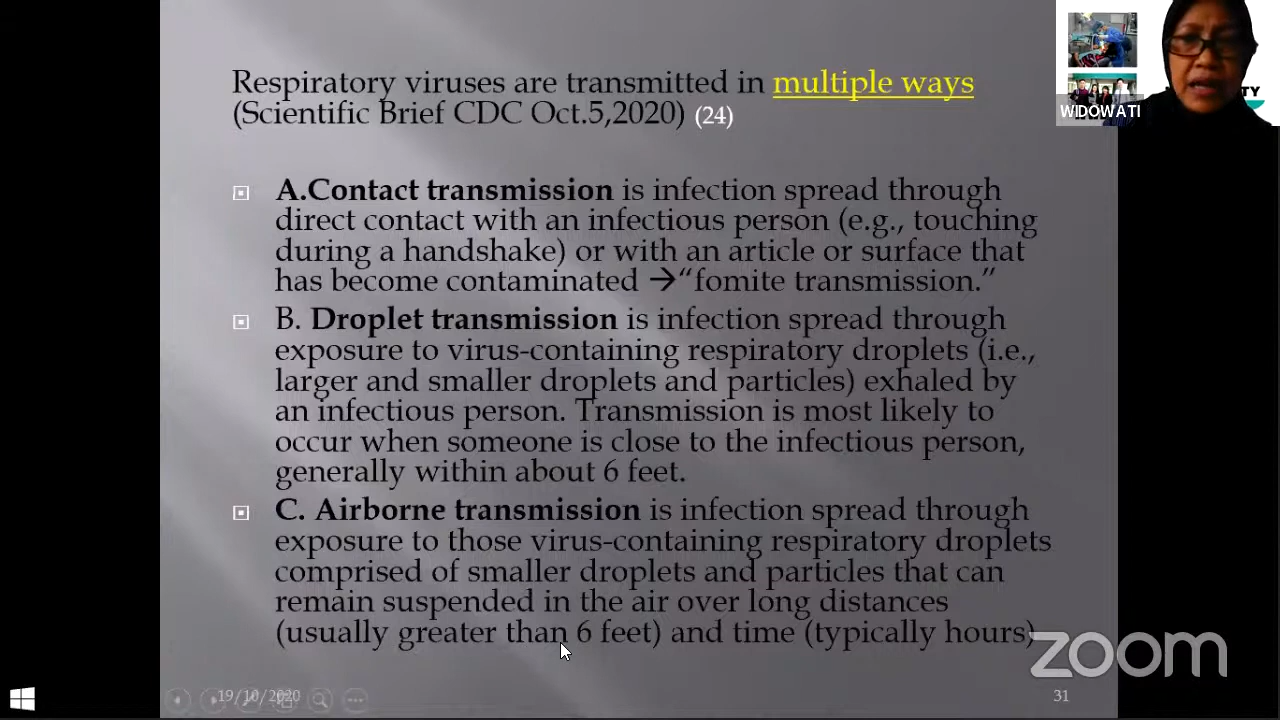 Respiratory viruses are transmitted in multiple ways
(Scientific Brief CDC Oct.5,2020) (24)
WIDOWATI
A.Contact transmission is infection spread through
direct contact with an infectious person (e.g., touching
during a handshake) or with an article or surface that
has become contaminated →“fomite transmission.”
B. Droplet transmission is infection spread through
exposure to virus-containing respiratory droplets (i.e.,
larger and smaller droplets and particles) exhaled by
an infectious person. Transmission is most likely to
occur when someone is close to the infectious person,
generally within about 6 feet.
C. Airborne transmission is infection spread through
exposure to those virus-containing respiratory droplets
comprised of smaller droplets and particles that can
remain suspended in the air over long distances
(usually greater than 6 feet) and time (typically hours)
zoom
19/10/2020
31